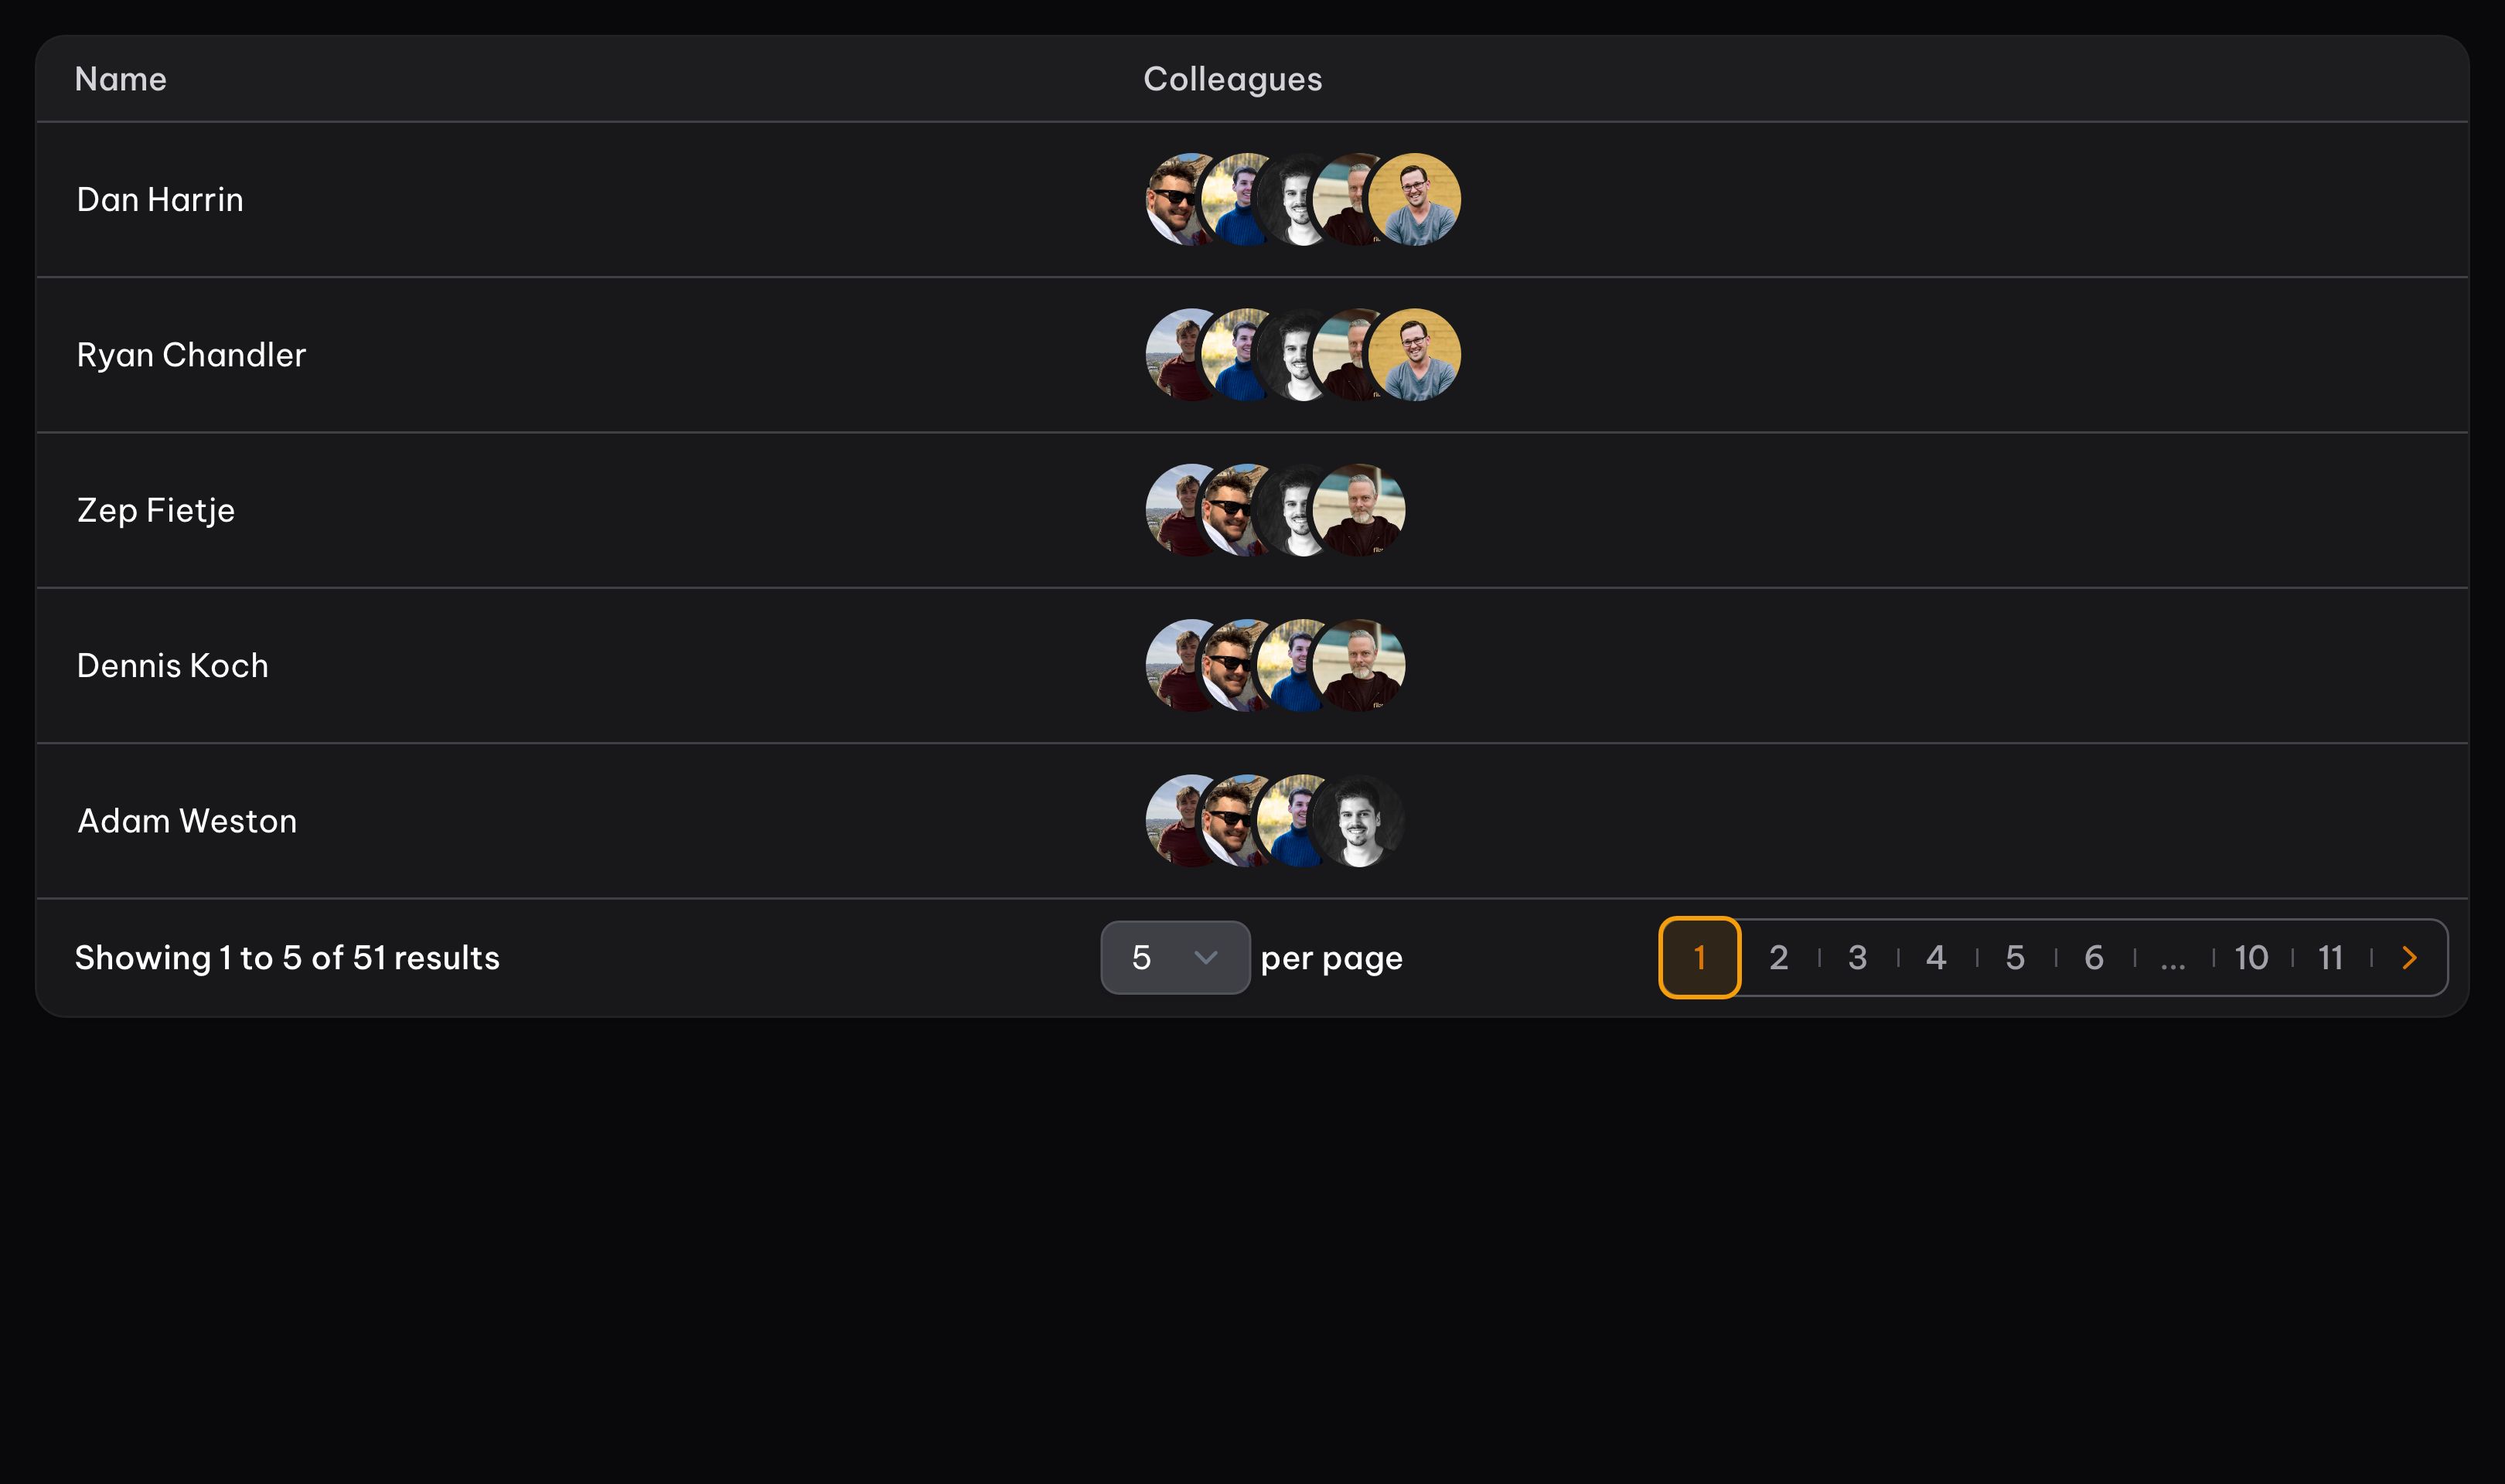 Name Colleagues
Dan Harrin
Ryan Chandler
Zep Fietje
Dennis Koch
Adam Weston
Showing 1 to 5 of 51 results 5 per page 1 2 3 4 5 6 ... 10 11